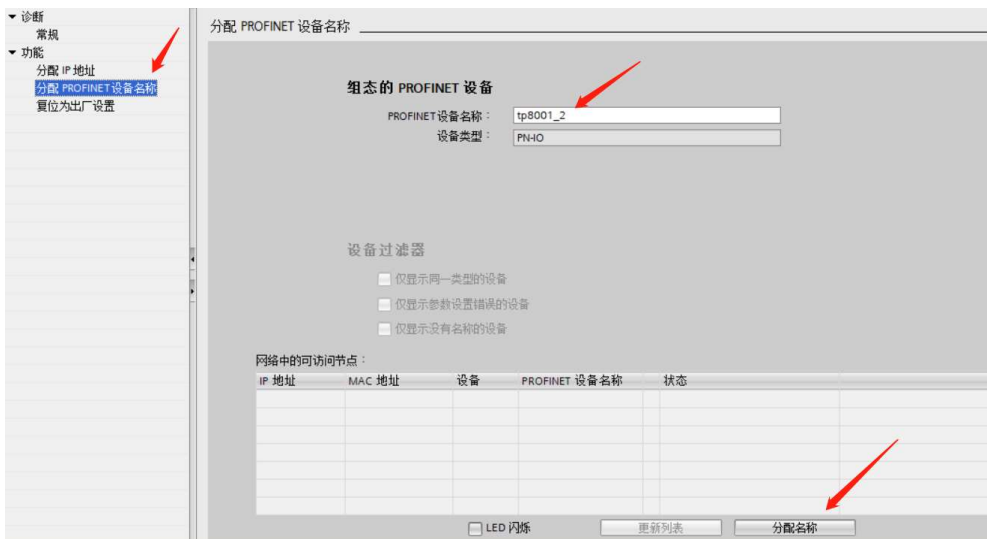 诊断
常规
功能
分配 IP 地址
分配 PROFINET设备名称
复位为出厂设置
分配 PROFINET 设备名称
组态的 PROFINET 设备
PROFINET设备名称：
tp8001_2
设备类型：
PN-IO
设备过滤器
仅显示同一类型的设备
仅显示参数设置错误的设备
仅显示没有名称的设备
网络中的可访问节点：
IP 地址 MAC 地址 设备 PROFINET 设备名称 状态
LED 闪烁 更新列表 分配名称